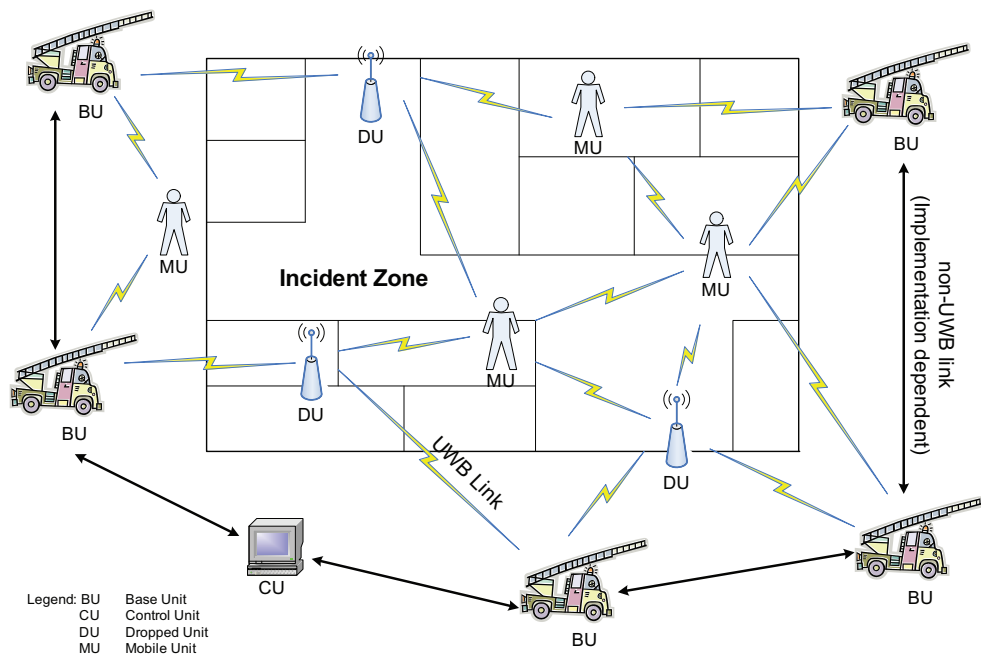 BU
DU
MU
BU
MU
MU
Incident Zone
non-UWB link
(Implementation dependent)
MU
DU
BU
UWB Link
DU
CU
BU
BU
Legend: BU Base Unit
CU Control Unit
DU Dropped Unit
MU Mobile Unit